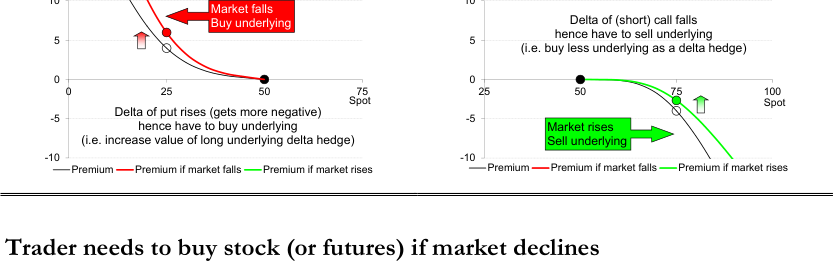 10
Market falls
Buy underlying
5
0
0
25
50
75
Spot
Delta of put rises (gets more negative)
hence have to buy underlying
(i.e. increase value of long underlying delta hedge)
-5
-10
Premium Premium if market falls Premium if market rises
10
Delta of (short) call falls
hence have to sell underlying
(i.e. buy less underlying as a delta hedge)
5
0
25
50
75
100
Spot
-5
Market rises
Sell underlying
-10
Premium Premium if market falls Premium if market rises
Trader needs to buy stock (or futures) if market declines